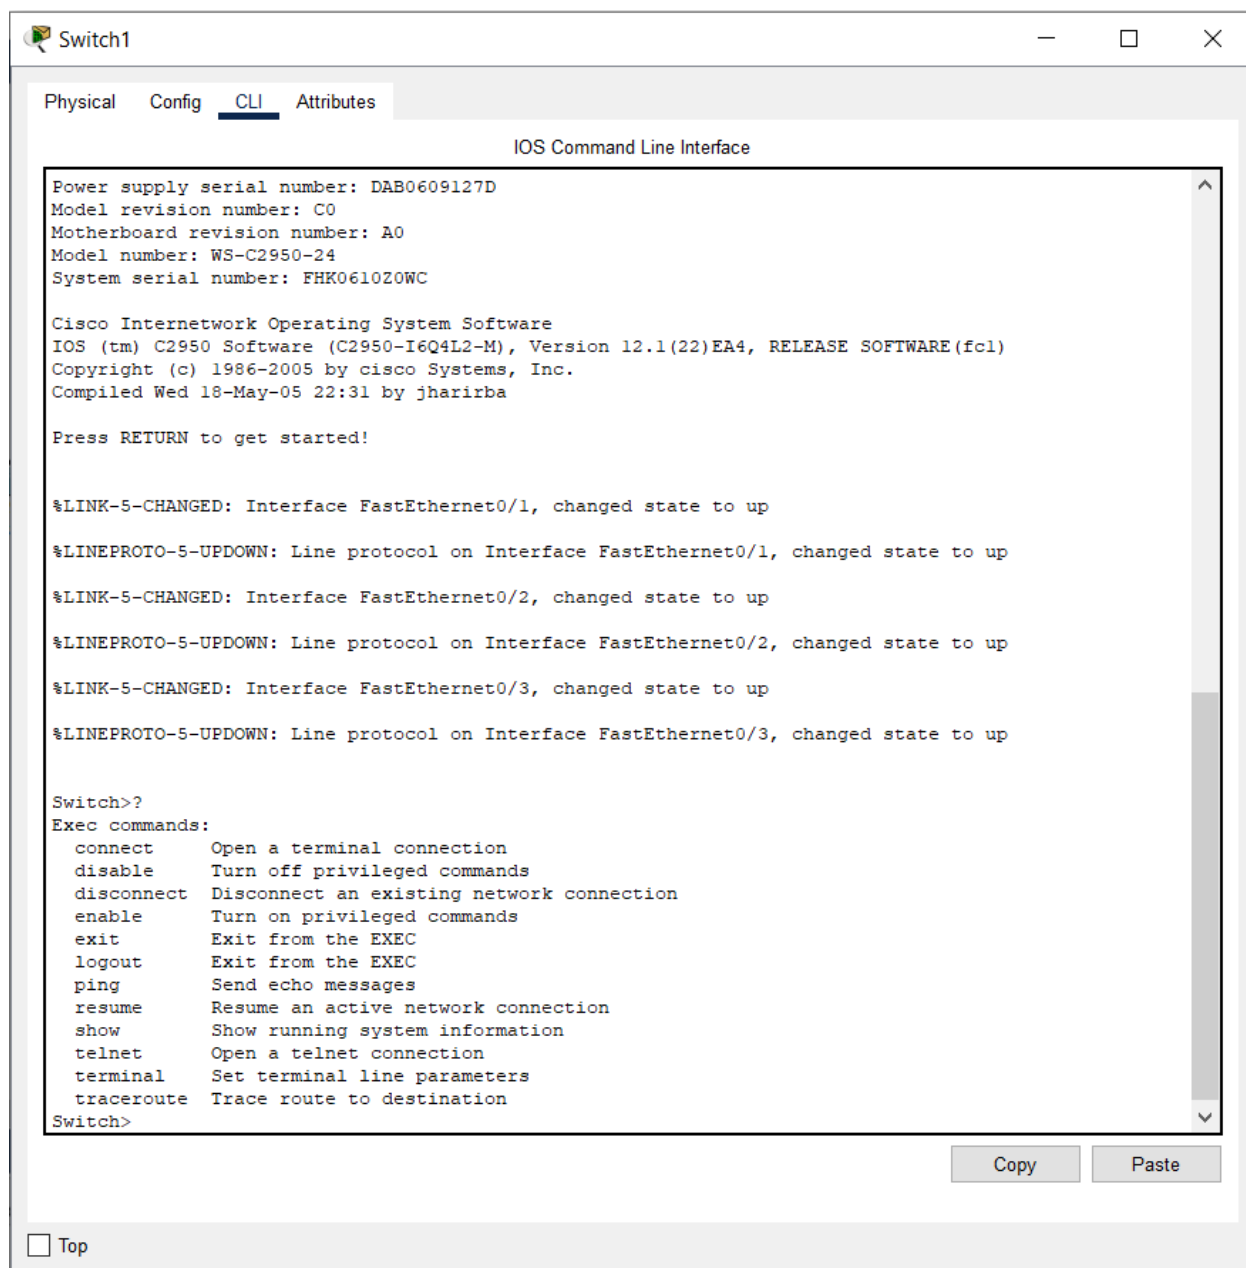 Switch1
Physical Config CLI Attributes
IOS Command Line Interface
Power supply serial number: DAB0609127D
Model revision number: C0
Motherboard revision number: A0
Model number: WS-C2950-24
System serial number: FHK0610Z0WC
Cisco Internetwork Operating System Software
IOS (tm) C2950 Software (C2950-I6Q4L2-M), Version 12.1(22)EA4, RELEASE SOFTWARE(fc1)
Copyright (c) 1986-2005 by cisco Systems, Inc.
Compiled Wed 18-May-05 22:31 by jharirba
Press RETURN to get started!
%LINK-5-CHANGED: Interface FastEthernet0/1, changed state to up
%LINEPROTO-5-UPDOWN: Line protocol on Interface FastEthernet0/1, changed state to up
%LINK-5-CHANGED: Interface FastEthernet0/2, changed state to up
%LINEPROTO-5-UPDOWN: Line protocol on Interface FastEthernet0/2, changed state to up
%LINK-5-CHANGED: Interface FastEthernet0/3, changed state to up
%LINEPROTO-5-UPDOWN: Line protocol on Interface FastEthernet0/3, changed state to up
Switch>?
Exec commands:
connect Open a terminal connection
disable Turn off privileged commands
disconnect Disconnect an existing network connection
enable Turn on privileged commands
exit Exit from the EXEC
logout Exit from the EXEC
ping Send echo messages
resume Resume an active network connection
show Show running system information
telnet Open a telnet connection
terminal Set terminal line parameters
traceroute Trace route to destination
Switch>
Copy Paste
Top